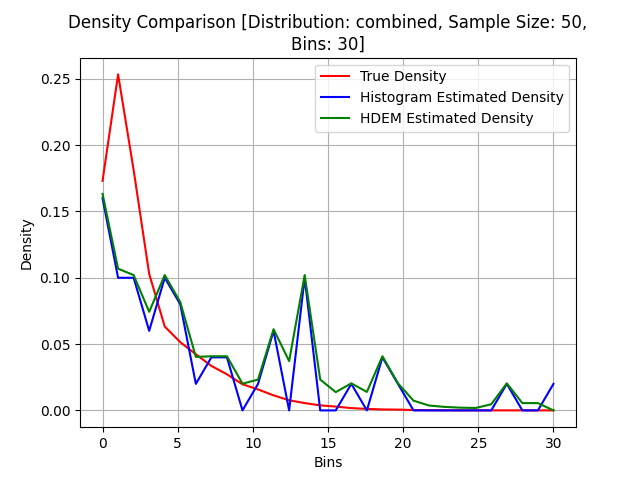 Density Comparison [Distribution: combined, Sample Size: 50,
Bins: 30]
True Density
Histogram Estimated Density
HDEM Estimated Density
Density
0.25
0.20
0.15
0.10
0.05
0.00
0 5 10 15 20 25 30
Bins